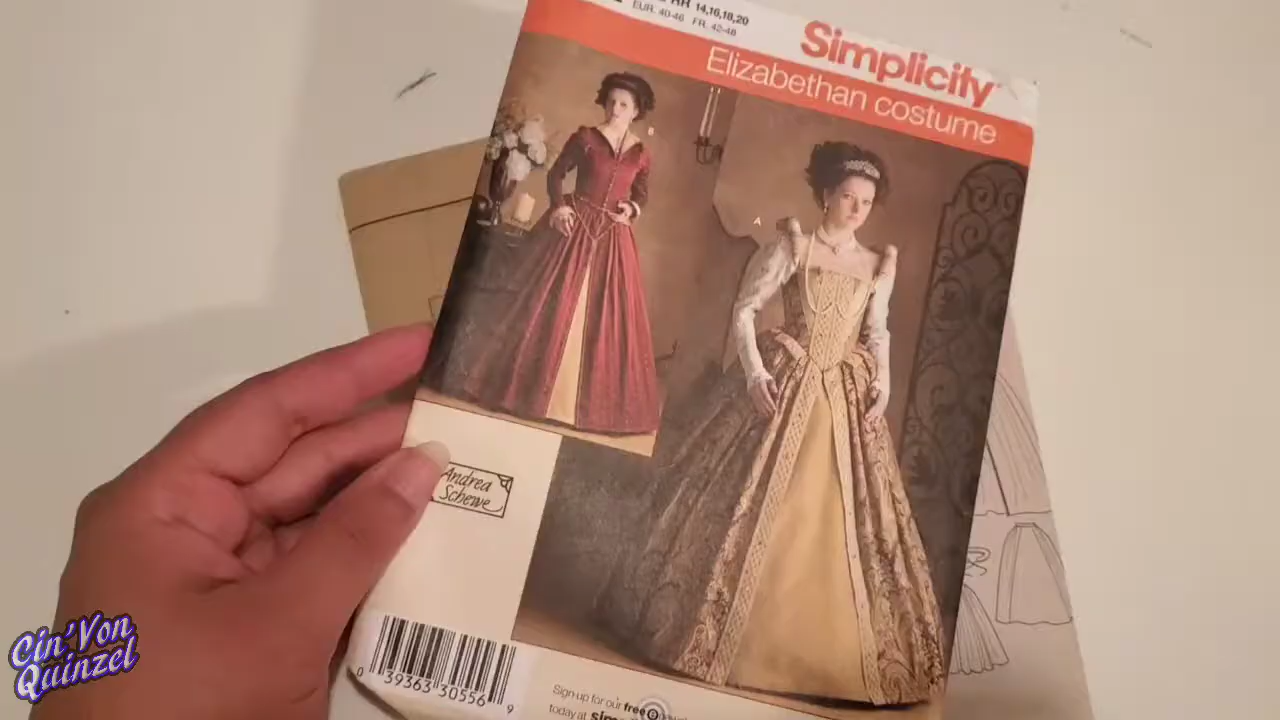 HH 14,16,18,20
EUR. 40-46 FR. 42-48
Simplicity
Elizabethan costume
B
A
Andrea
Schewe
0 39363 30556 9
Sign-up for our free
today at
Cin' Von
Quinzel